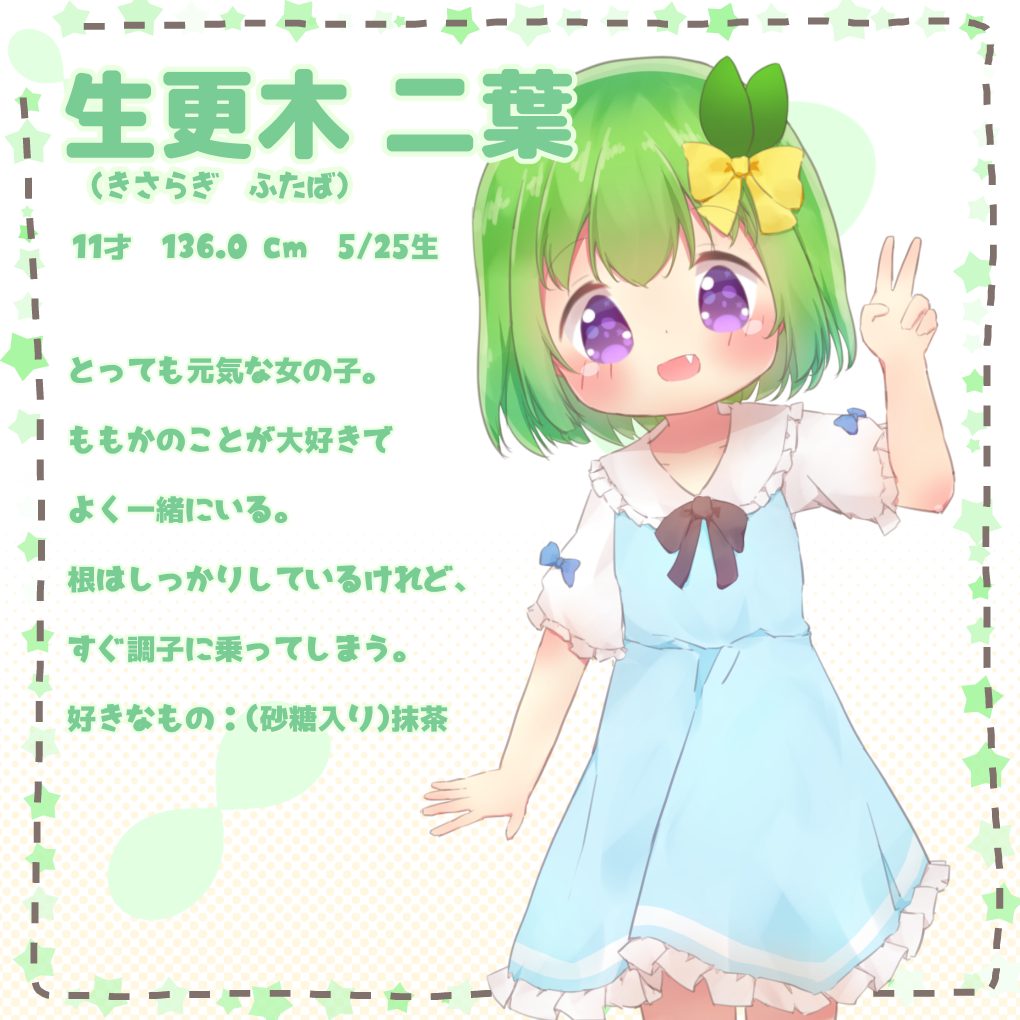 生更木 二葉
（きさらぎ　ふたば）
11才　136.0 cm　5/25生
とっても元気な女の子。
ももかのことが大好きで
よく一緒にいる。
根はしっかりしているけれど、
すぐ調子に乗ってしまう。
好きなもの：(砂糖入り)抹茶